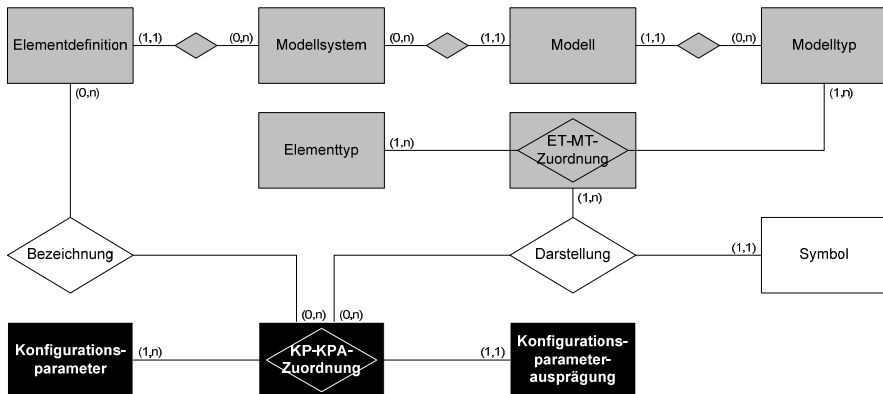 Elementdefinition (1,1) (0,n) Modellsystem (0,n) (1,1) Modell (1,1) (0,n) Modelltyp
(0,n) (1,n)
Elementtyp (1,n) ET-MT-
Zuordnung
(1,n)
Bezeichnung Darstellung (1,1) Symbol
(0,n) (0,n)
Konfigurations-
parameter
(1,n)
KP-KPA-
Zuordnung
(1,1)
Konfigurations-
parameter-
ausprägung